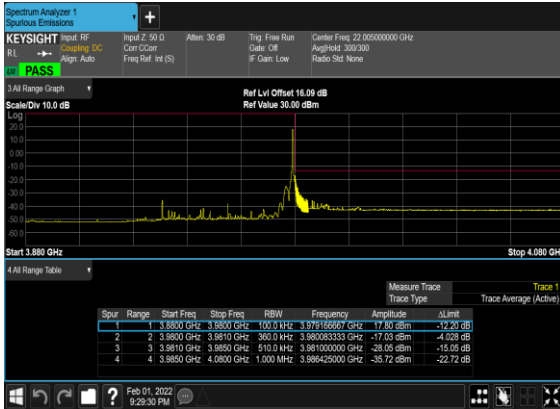 Spectrum Analyzer 1
Spurious Emissions
KEYSIGHT Input: RF Input Z: 50 Ω Atten: 30 dB Trig: Free Run Center Freq: 22.005000000 GHz
RL Coupling: DC Corr CCorr Gate: Off Avg|Hold: 300/300
Align: Auto Freq Ref: Int (S) IF Gain: Low Radio Std: None
PASS
3 All Range Graph
Ref Lvl Offset 16.09 dB
Scale/Div 10.0 dB Ref Value 30.00 dBm
Log
20.0
10.0
0.00
-10.0
-20.0
-30.0
-40.0
-50.0
-60.0
Start 3.880 GHz Stop 4.080 GH
4 All Range Table
Measure Trace Trace 1
Trace Type Trace Average (Active)
Spur Range Start Freq Stop Freq RBW Frequency Amplitude ΔLimit
1 1 3.8800 GHz 3.9800 GHz 100.0 kHz 3.979166667 GHz 17.80 dBm -12.20 dB
2 2 3.9800 GHz 3.9810 GHz 360.0 kHz 3.980083333 GHz -17.03 dBm -4.028 dB
3 3 3.9810 GHz 3.9850 GHz 510.0 kHz 3.981000000 GHz -28.05 dBm -15.05 dB
4 4 3.9850 GHz 4.0800 GHz 1.000 MHz 3.986425000 GHz -35.72 dBm -22.72 dB
Feb 01, 2022
9:29:30 PM